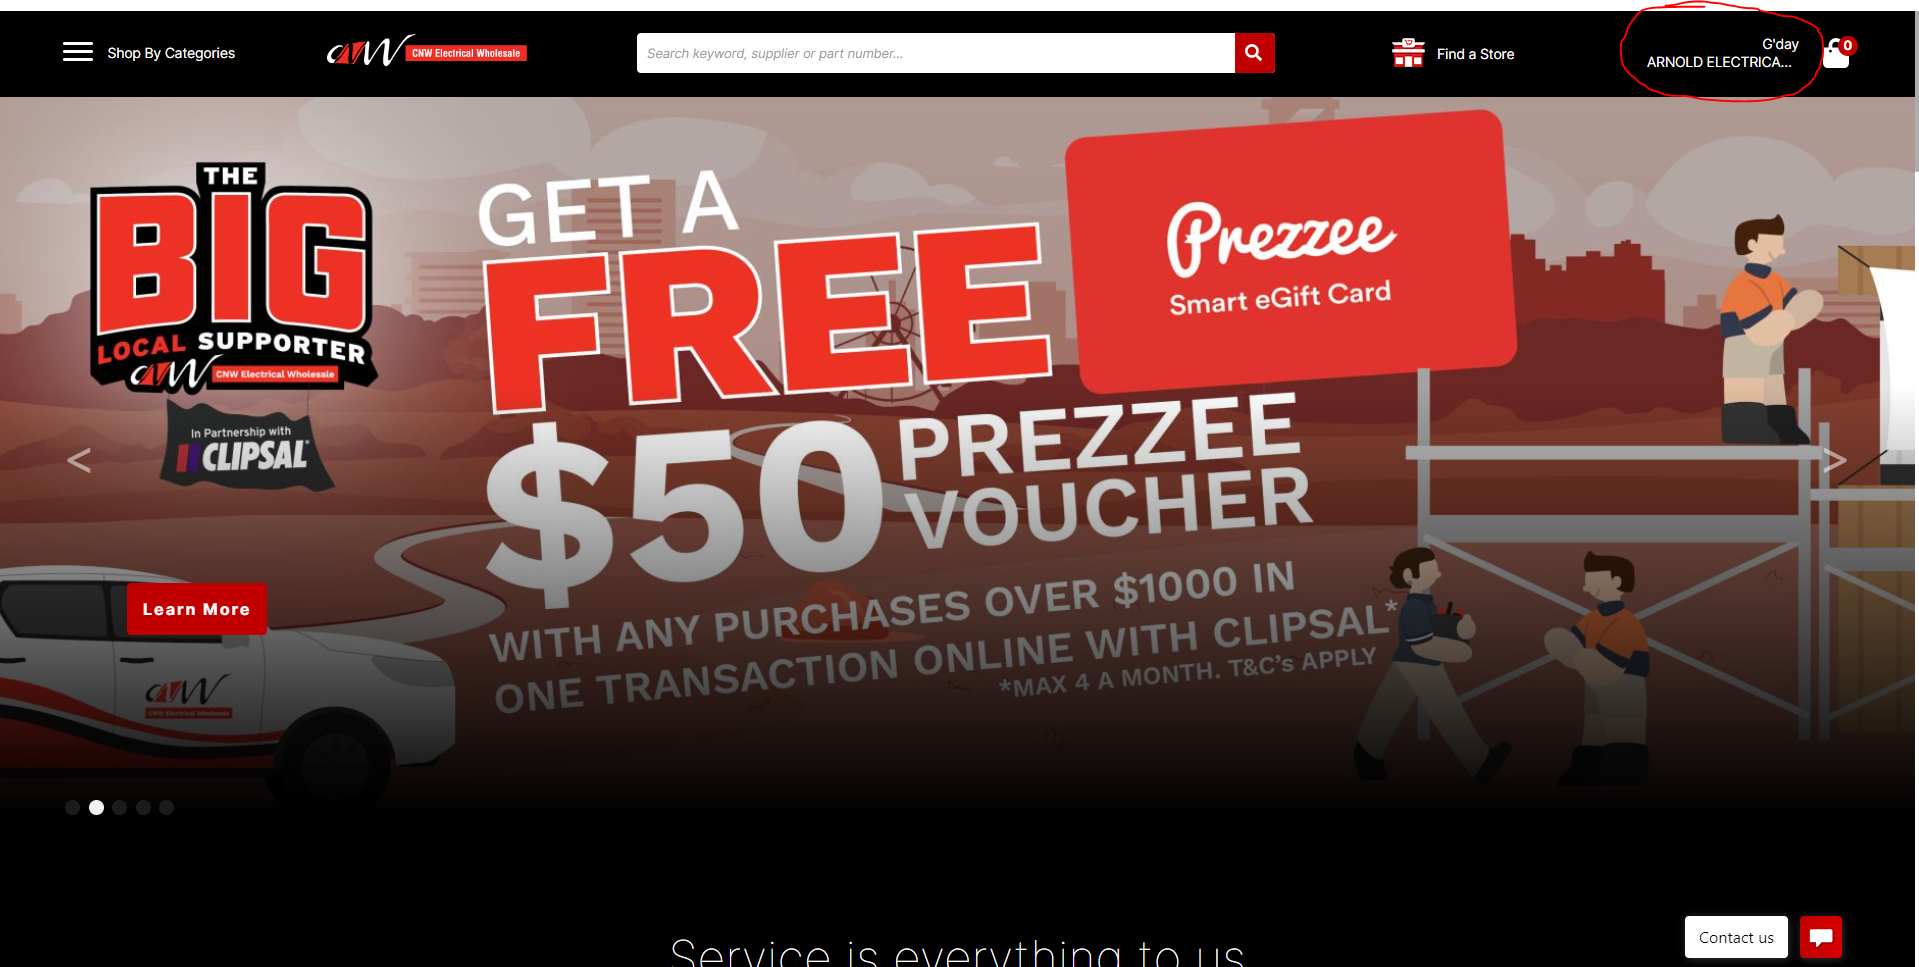 Shop By Categories
CNW CNW Electrical Wholesale
Search keyword, supplier or part number...
Find a Store
G'day
ARNOLD ELECTRICA...
0
THE
BIG
LOCAL SUPPORTER
CNW CNW Electrical Wholesale
In Partnership with
CLIPSAL
GET A
FREE
$50 PREZZEE
VOUCHER
WITH ANY PURCHASES OVER $1000 IN
ONE TRANSACTION ONLINE WITH CLIPSAL*
*MAX 4 A MONTH. T&C's APPLY
Prezzee
Smart eGift Card
<
>
Learn More
CNW
CNW Electrical Wholesale
Service is everything to us
Contact us